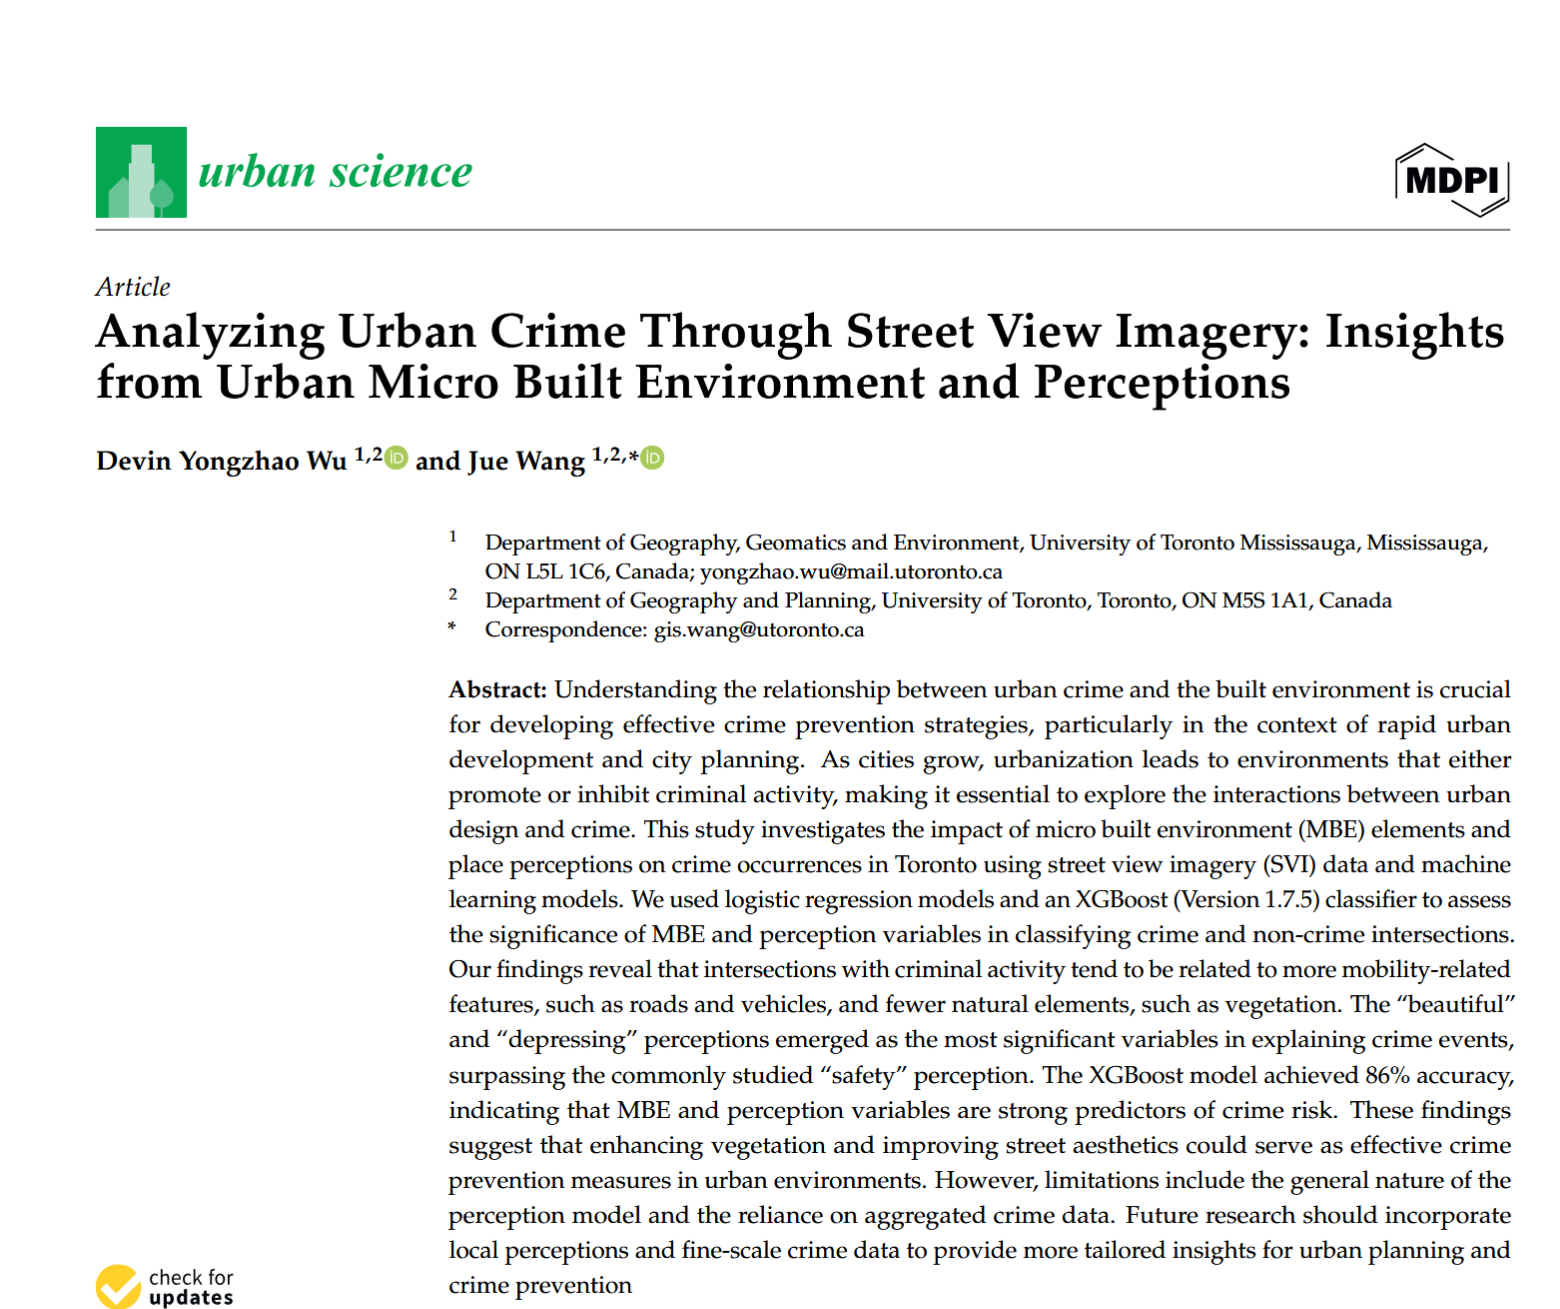 urban science
MDPI
Article
Analyzing Urban Crime Through Street View Imagery: Insights
from Urban Micro Built Environment and Perceptions
Devin Yongzhao Wu 1,2 iD and Jue Wang 1,2,* iD
1 Department of Geography, Geomatics and Environment, University of Toronto Mississauga, Mississauga,
ON L5L 1C6, Canada; yongzhao.wu@mail.utoronto.ca
2 Department of Geography and Planning, University of Toronto, Toronto, ON M5S 1A1, Canada
* Correspondence: gis.wang@utoronto.ca
Abstract: Understanding the relationship between urban crime and the built environment is crucial
for developing effective crime prevention strategies, particularly in the context of rapid urban
development and city planning. As cities grow, urbanization leads to environments that either
promote or inhibit criminal activity, making it essential to explore the interactions between urban
design and crime. This study investigates the impact of micro built environment (MBE) elements and
place perceptions on crime occurrences in Toronto using street view imagery (SVI) data and machine
learning models. We used logistic regression models and an XGBoost (Version 1.7.5) classifier to assess
the significance of MBE and perception variables in classifying crime and non-crime intersections.
Our findings reveal that intersections with criminal activity tend to be related to more mobility-related
features, such as roads and vehicles, and fewer natural elements, such as vegetation. The “beautiful”
and “depressing” perceptions emerged as the most significant variables in explaining crime events,
surpassing the commonly studied “safety” perception. The XGBoost model achieved 86% accuracy,
indicating that MBE and perception variables are strong predictors of crime risk. These findings
suggest that enhancing vegetation and improving street aesthetics could serve as effective crime
prevention measures in urban environments. However, limitations include the general nature of the
perception model and the reliance on aggregated crime data. Future research should incorporate
local perceptions and fine-scale crime data to provide more tailored insights for urban planning and
crime prevention
check for
updates